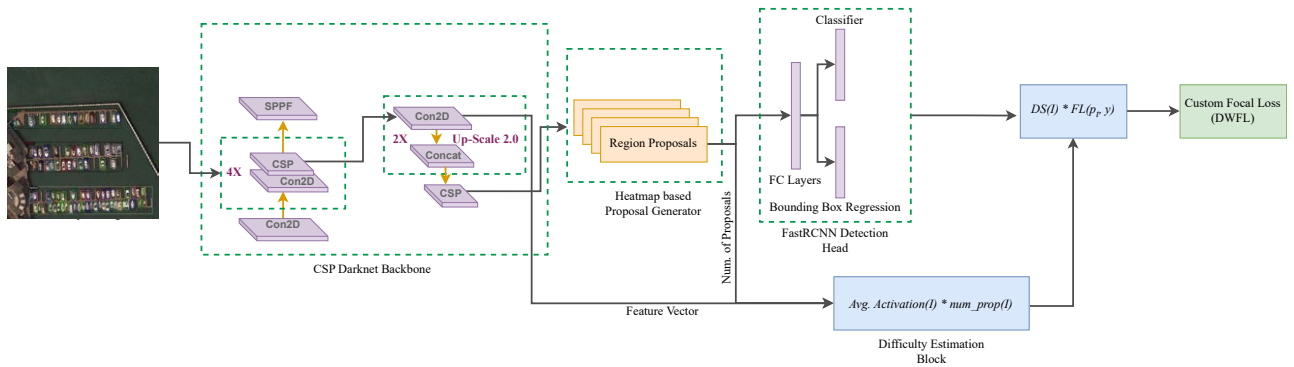 SPPF
4X
CSP
Con2D
Con2D
CSP Darknet Backbone
Con2D
2X
Up-Scale 2.0
Concat
CSP
Region Proposals
Heatmap based
Proposal Generator
Num. of Proposals
Feature Vector
Classifier
FC Layers
Bounding Box Regression
FastRCNN Detection
Head
Avg. Activation(I) * num_prop(I)
Difficulty Estimation
Block
DS(I) * FL(p_I, y)
Custom Focal Loss
(DWFL)